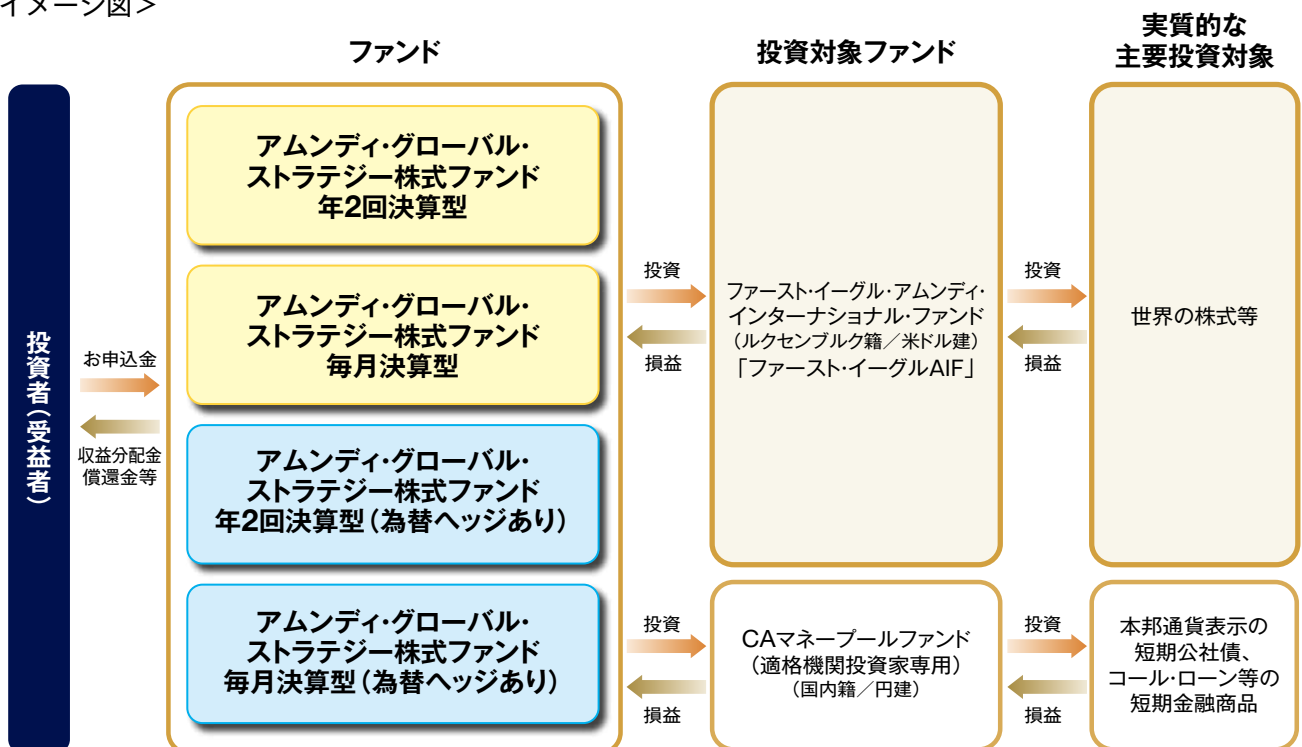 イメージ図＞
ファンド
投資対象ファンド
実質的な
主要投資対象
投資者（受益者）
お申込金
収益分配金
償還金等
アムンディ・グローバル・
ストラテジー株式ファンド
年2回決算型
アムンディ・グローバル・
ストラテジー株式ファンド
毎月決算型
アムンディ・グローバル・
ストラテジー株式ファンド
年2回決算型（為替ヘッジあり）
アムンディ・グローバル・
ストラテジー株式ファンド
毎月決算型（為替ヘッジあり）
投資
損益
ファースト・イーグル・アムンディ・
インターナショナル・ファンド
（ルクセンブルク籍／米ドル建）
「ファースト・イーグルAIF」
投資
損益
世界の株式等
投資
損益
CAマネープールファンド
（適格機関投資家専用）
（国内籍／円建）
投資
損益
本邦通貨表示の
短期公社債、
コール・ローン等の
短期金融商品